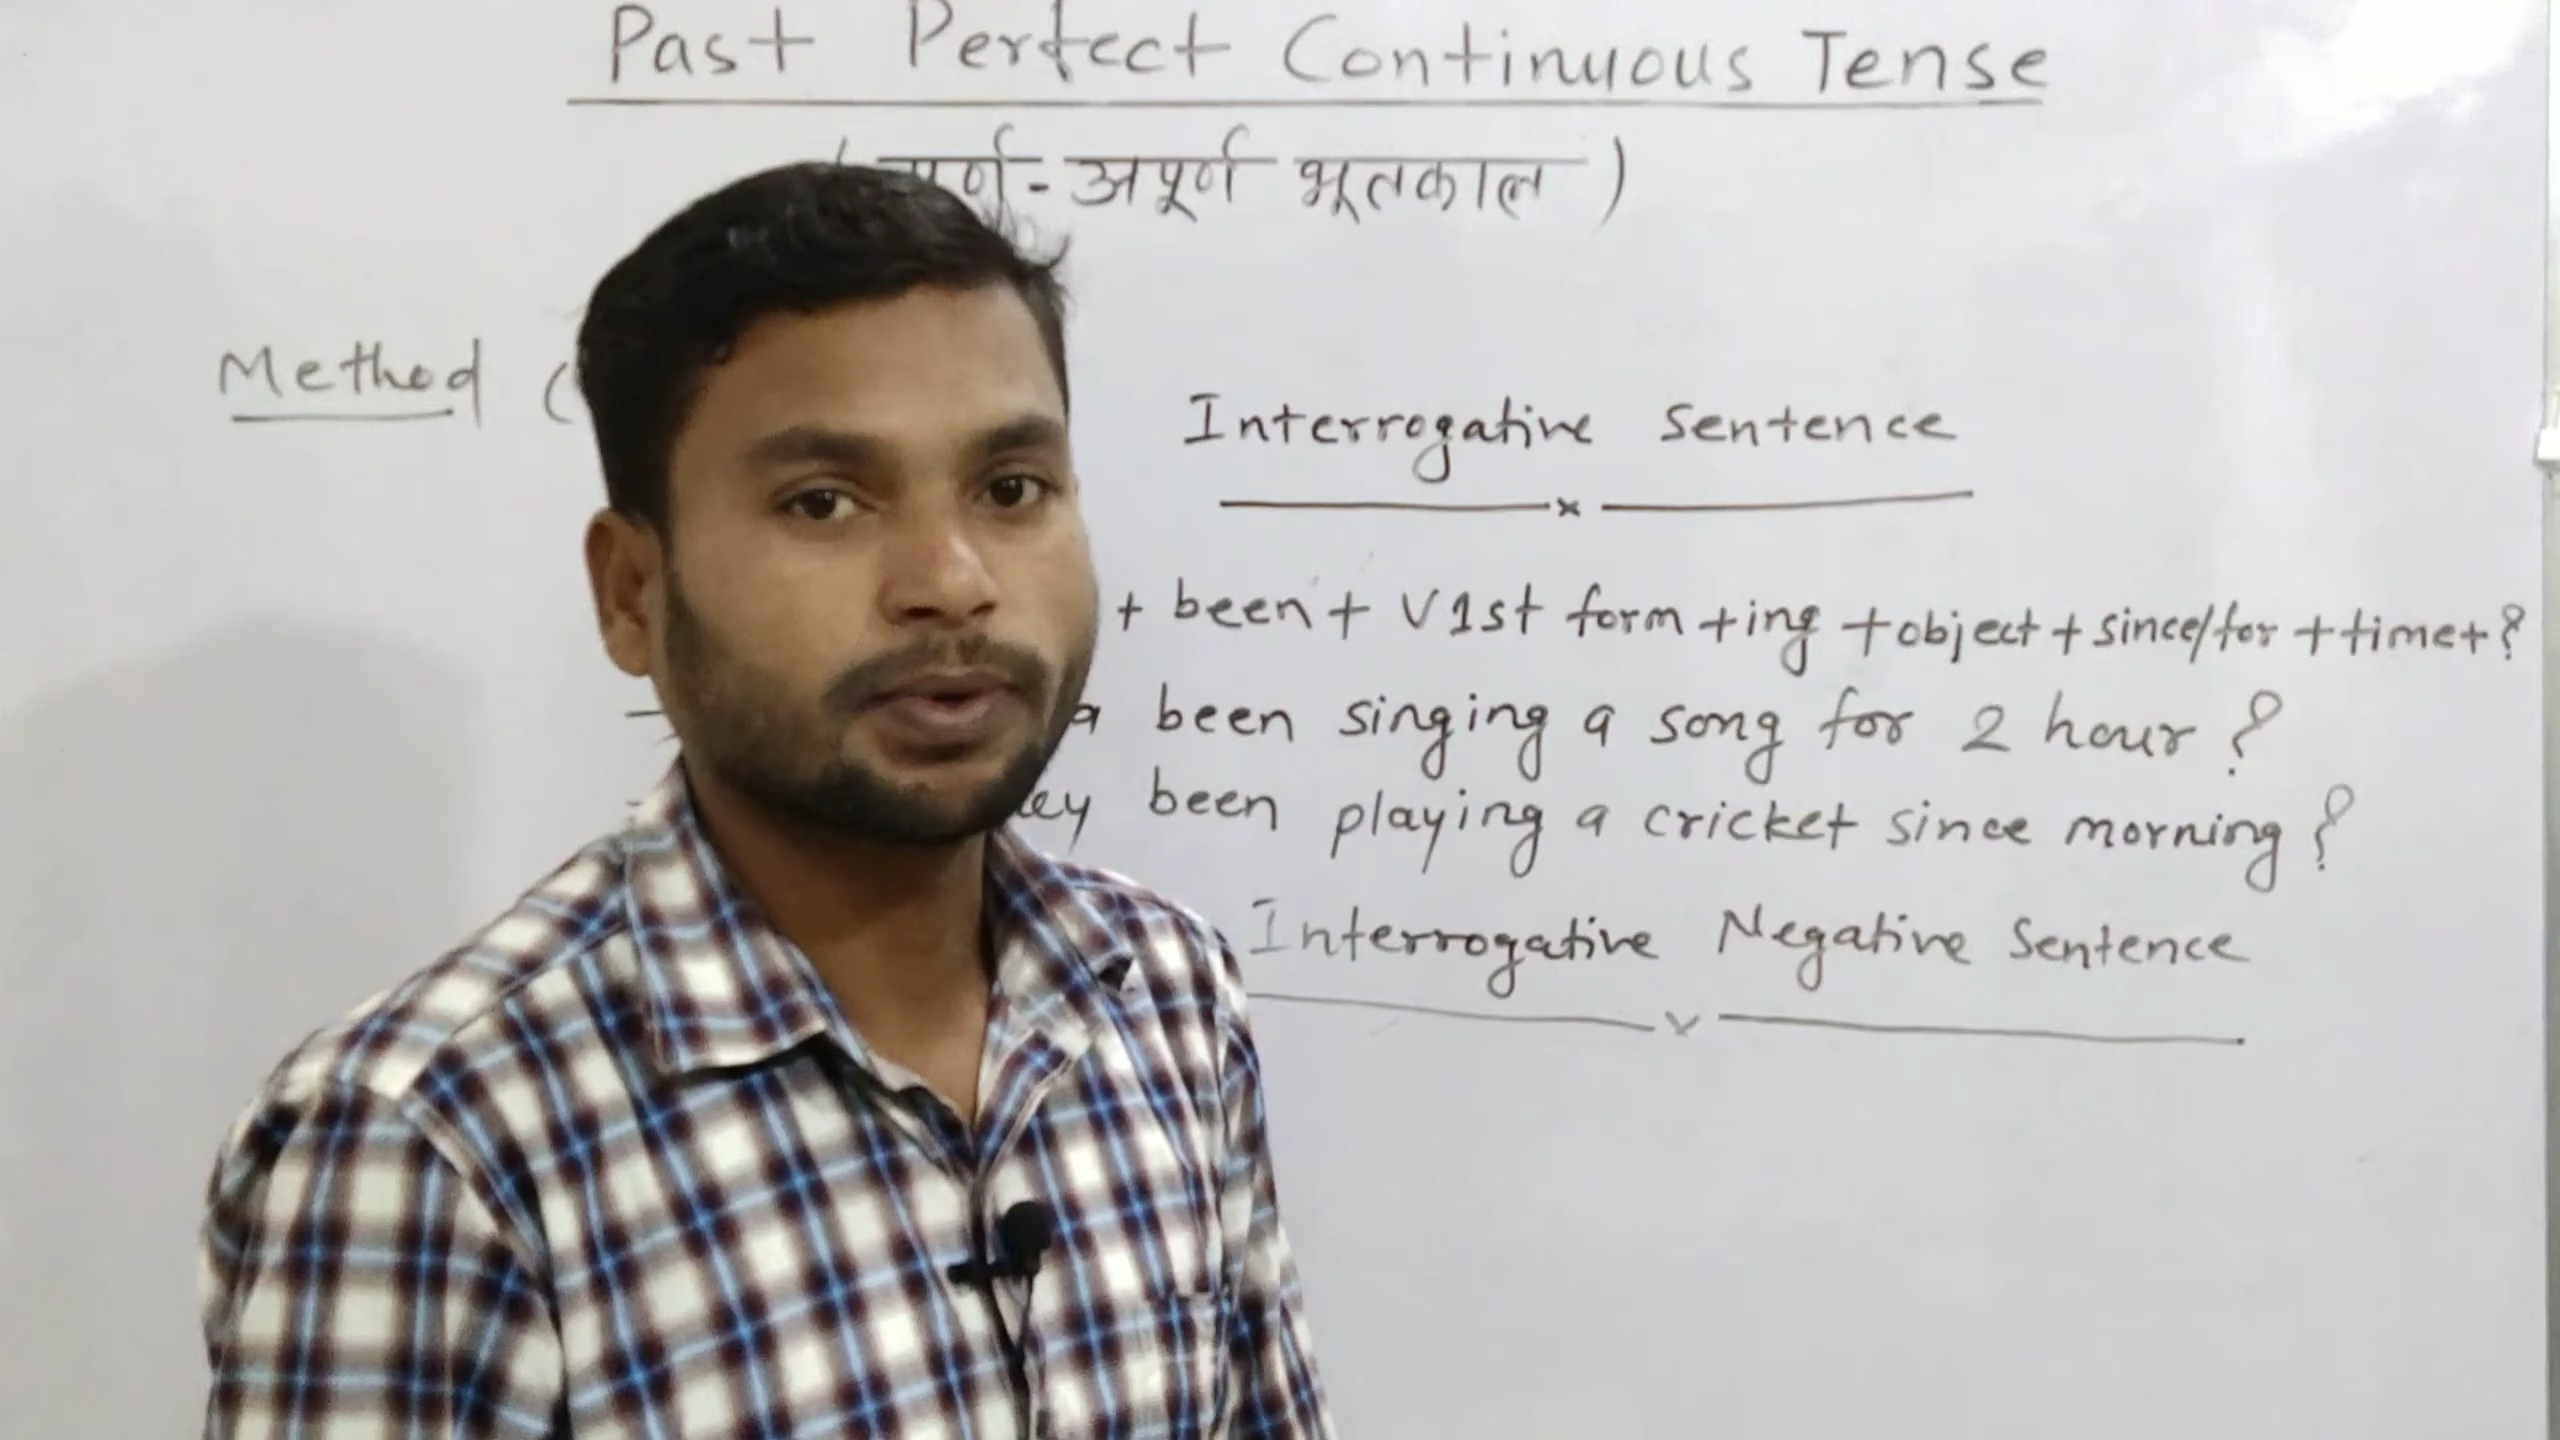 Past Perfect Continuous Tense
अपूर्ण भूतकाल )
Method (
Interrogative Sentence
+ been + V 1st form + ing + object + since/for + time + ?
been singing a song for 2 hour ?
been playing a cricket since morning ?
Interrogative Negative Sentence